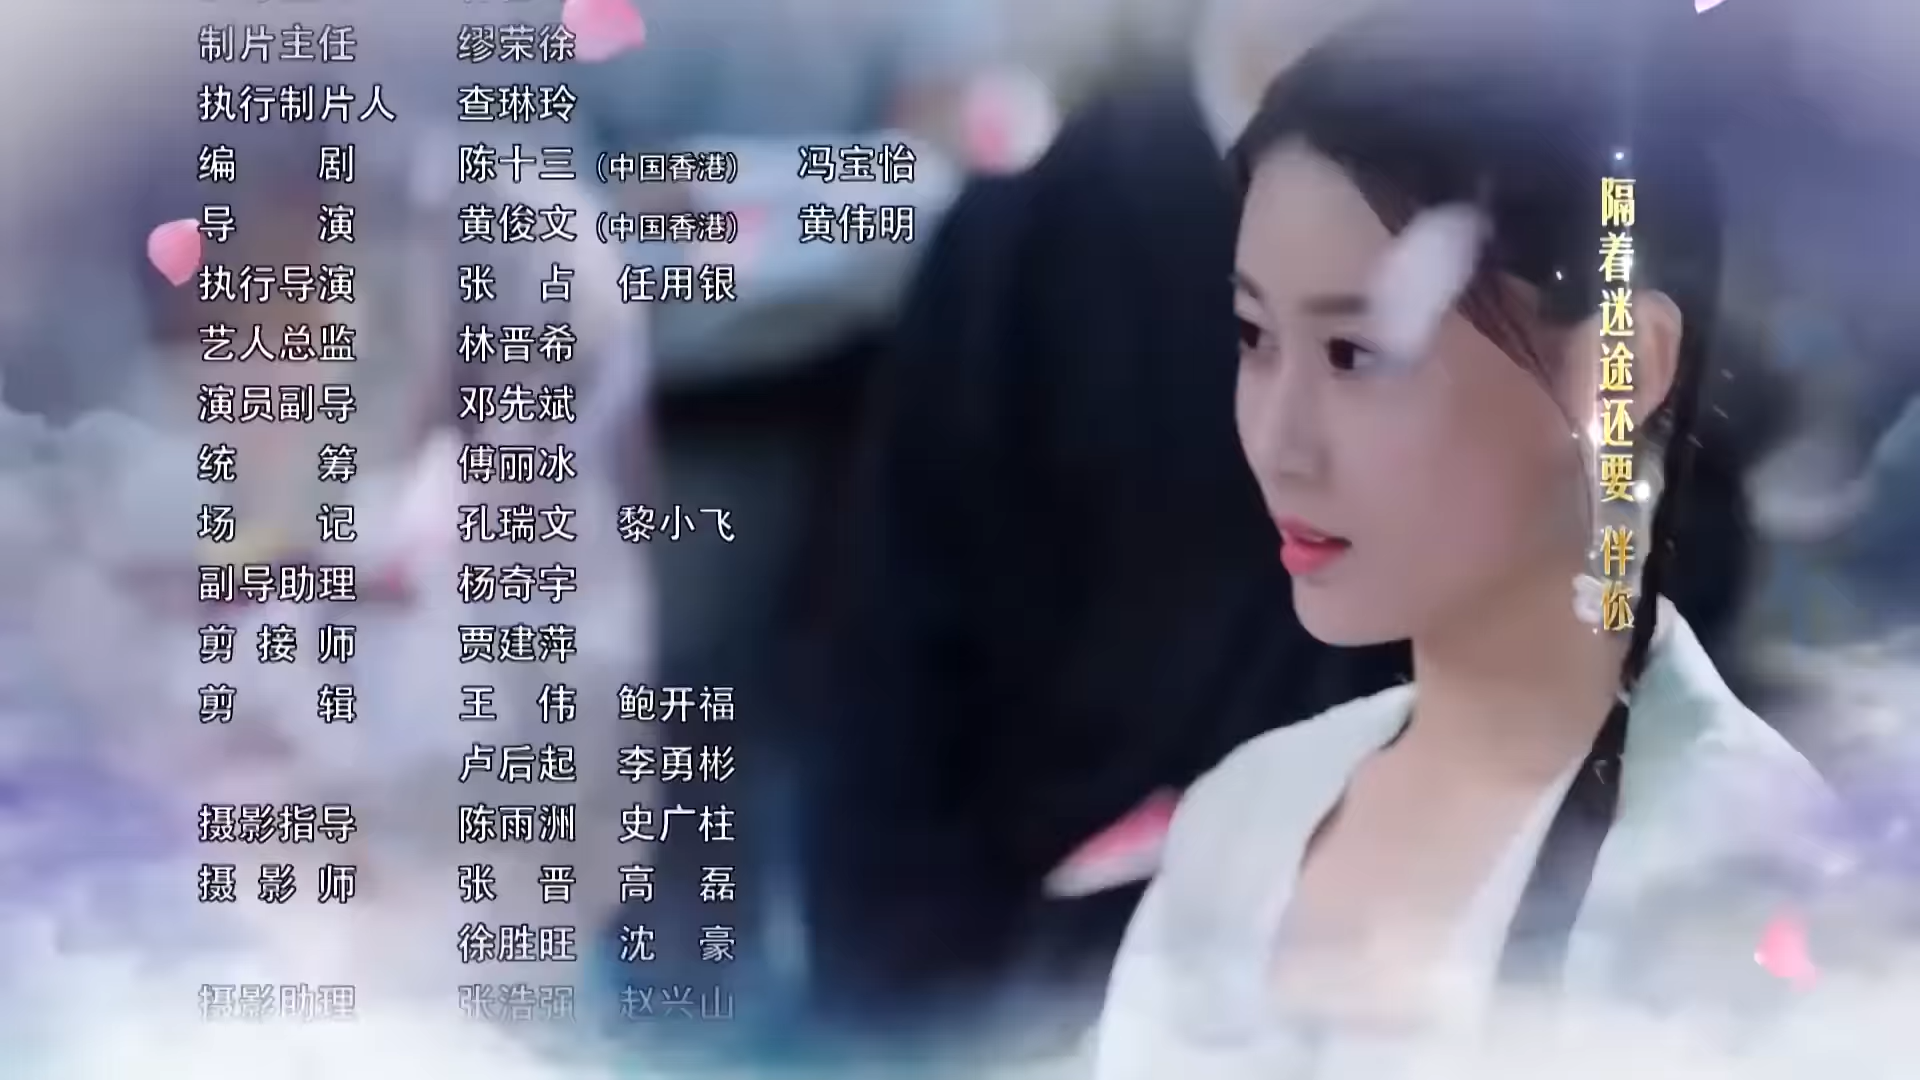 制片主任 缪荣徐
执行制片人 查琳玲
编剧 陈十三(中国香港) 冯宝怡
导演 黄俊文(中国香港) 黄伟明
执行导演 张占 任用银
艺人总监 林晋希
演员副导 邓先斌
统筹 傅丽冰
场记 孔瑞文 黎小飞
副导助理 杨奇宇
剪接师 贾建萍
剪辑 王伟 鲍开福
卢后起 李勇彬
摄影指导 陈雨洲 史广柱
摄影师 张晋 高磊
徐胜旺 沈豪
摄影助理 张浩强 赵兴山
隔着迷途还要 伴你